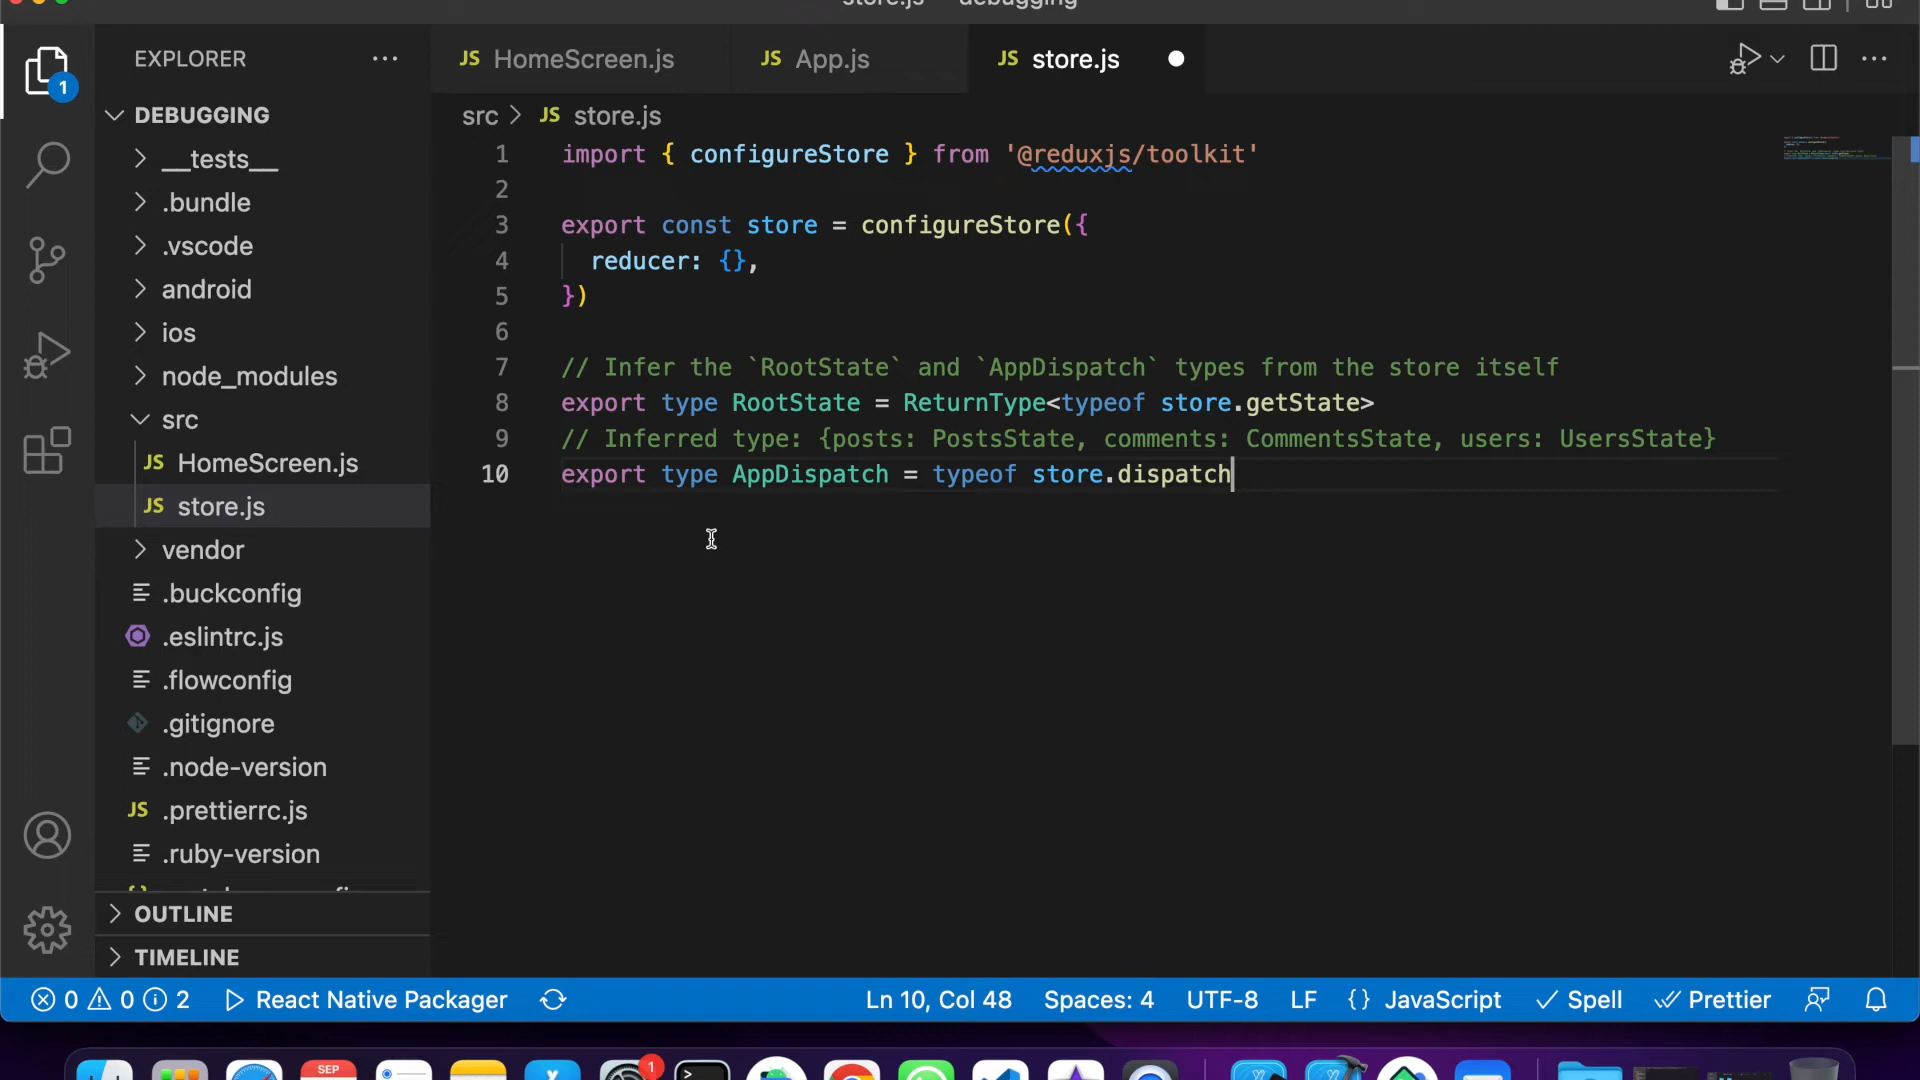 EXPLORER
1
DEBUGGING
__tests__
.bundle
.vscode
android
ios
node_modules
src
JS HomeScreen.js
JS store.js
vendor
.buckconfig
.eslintrc.js
.flowconfig
.gitignore
.node-version
JS .prettierrc.js
.ruby-version
OUTLINE
TIMELINE
JS HomeScreen.js
JS App.js
JS store.js
src > JS store.js
1 import { configureStore } from '@reduxjs/toolkit'
2
3 export const store = configureStore({
4 reducer: {},
5 })
6
7 // Infer the `RootState` and `AppDispatch` types from the store itself
8 export type RootState = ReturnType<typeof store.getState>
9 // Inferred type: {posts: PostsState, comments: CommentsState, users: UsersState}
10 export type AppDispatch = typeof store.dispatch
0 0 2 React Native Packager Ln 10, Col 48 Spaces: 4 UTF-8 LF {} JavaScript Spell Prettier
SEP
1